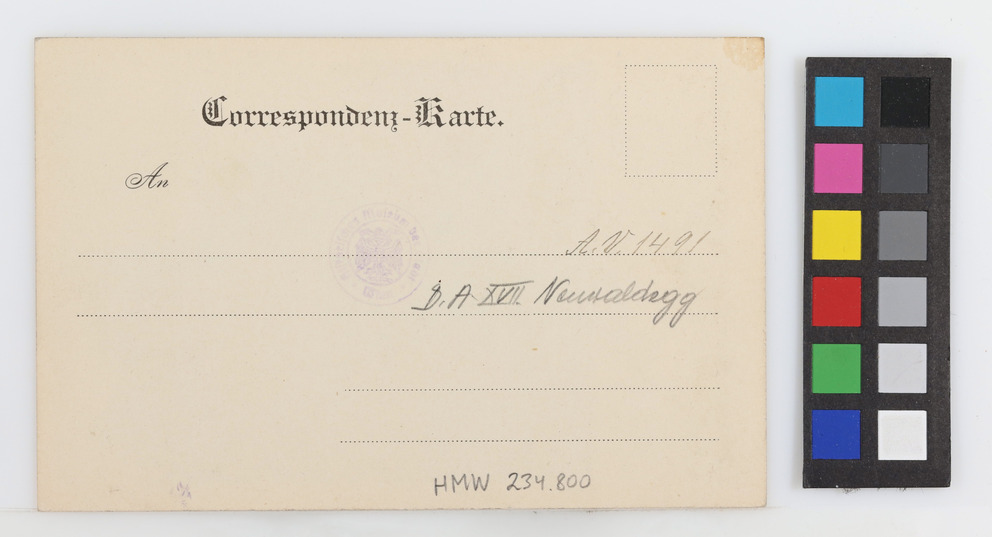 Correspondenz-Karte.
An
A.V. 1491
D.A XVII. Neuwaldegg
HMW 234.800